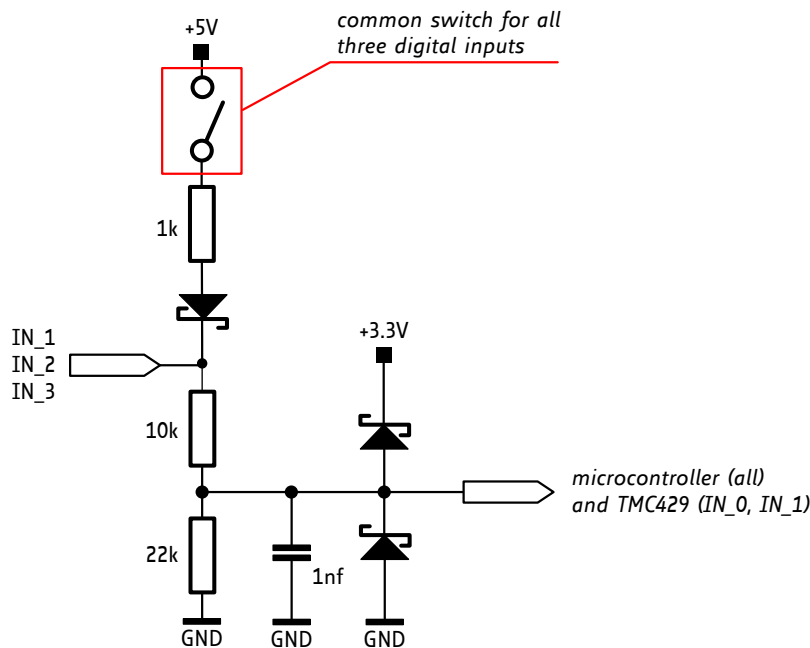 common switch for all
three digital inputs
+5V
1k
IN_1
IN_2
IN_3
+3.3V
10k
microcontroller (all)
and TMC429 (IN_0, IN_1)
22k
1nf
GND
GND
GND